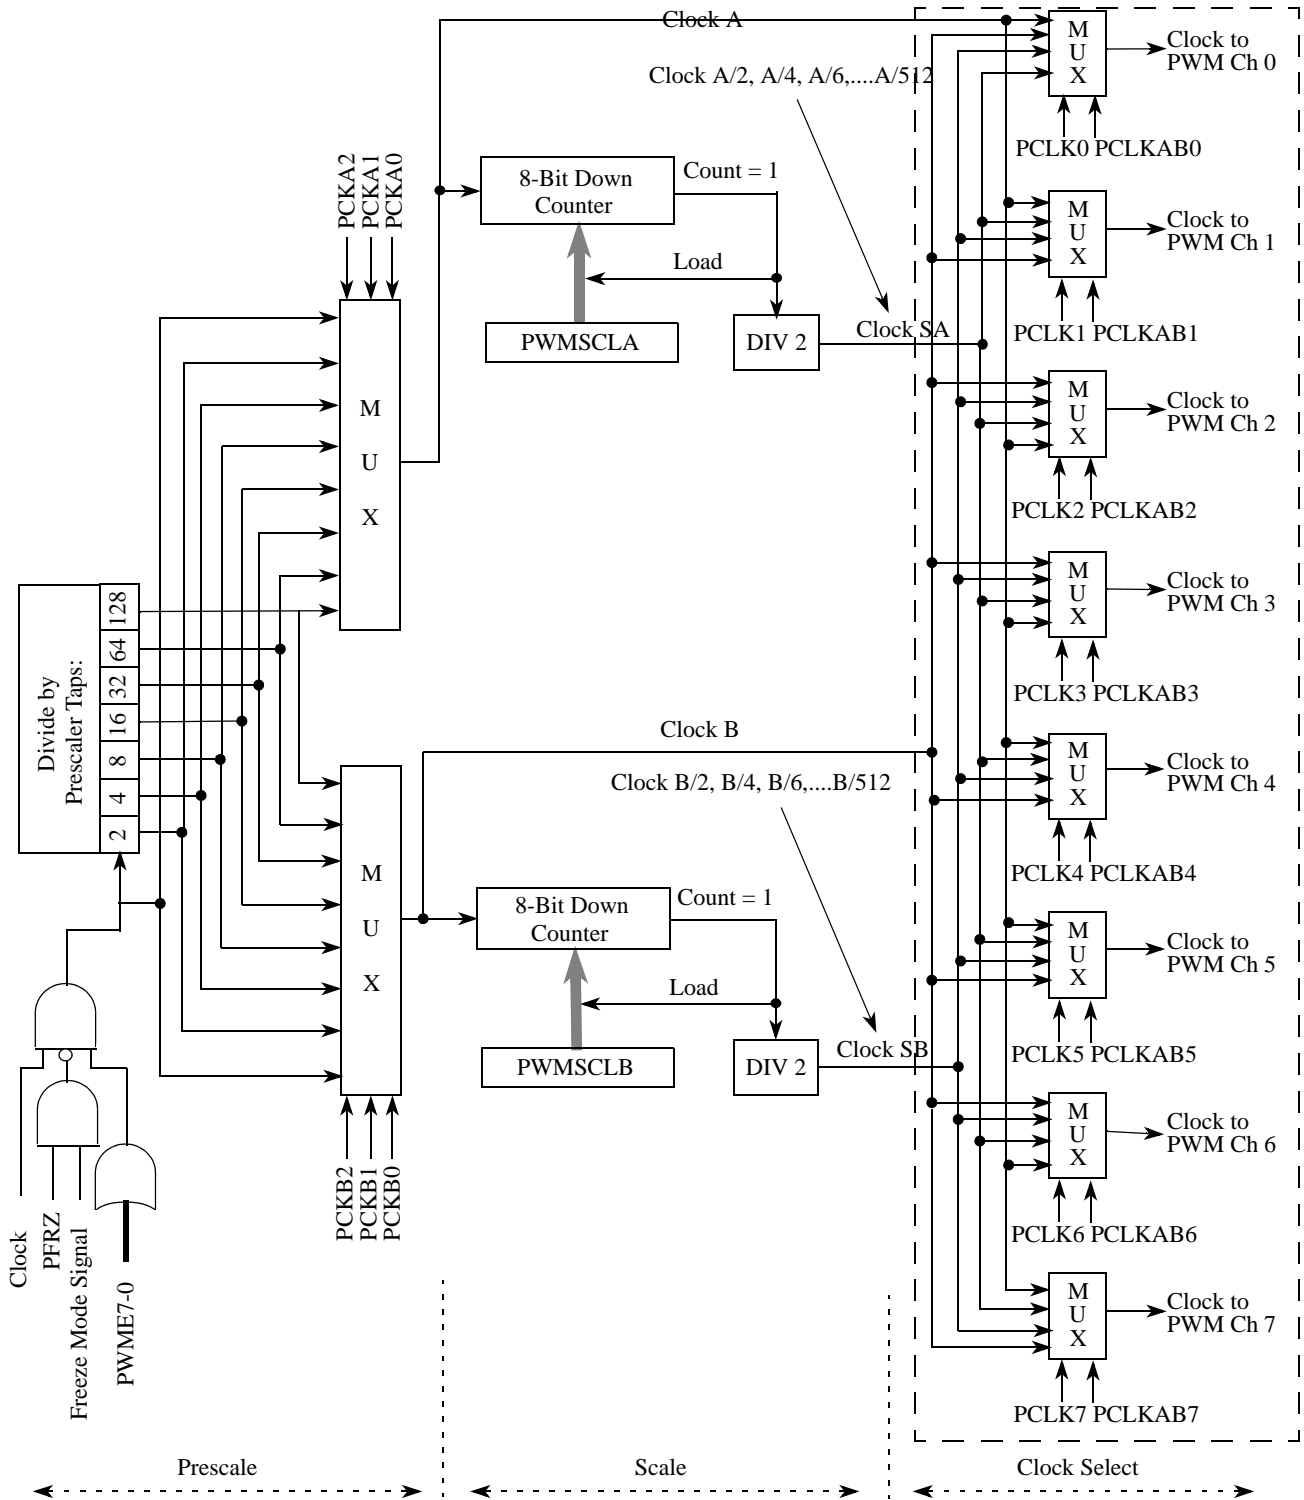 Clock A
Clock A/2, A/4, A/6,....A/512
M
U
X
Clock to
PWM Ch 0
PCLK0 PCLKAB0
PCKA2
PCKA1
PCKA0
8-Bit Down
Counter
Count = 1
Load
PWMSCLA
DIV 2
Clock SA
M
U
X
Clock to
PWM Ch 1
PCLK1 PCLKAB1
M
U
X
M
U
X
Clock to
PWM Ch 2
PCLK2 PCLKAB2
M
U
X
Clock to
PWM Ch 3
PCLK3 PCLKAB3
Divide by
Prescaler Taps:
128
64
32
16
8
4
2
Clock B
Clock B/2, B/4, B/6,....B/512
M
U
X
Clock to
PWM Ch 4
PCLK4 PCLKAB4
M
U
X
8-Bit Down
Counter
Count = 1
Load
PWMSCLB
DIV 2
Clock SB
M
U
X
Clock to
PWM Ch 5
PCLK5 PCLKAB5
PCKB2
PCKB1
PCKB0
M
U
X
Clock to
PWM Ch 6
PCLK6 PCLKAB6
Clock
PFRZ
Freeze Mode Signal
PWME7-0
M
U
X
Clock to
PWM Ch 7
PCLK7 PCLKAB7
Prescale
Scale
Clock Select